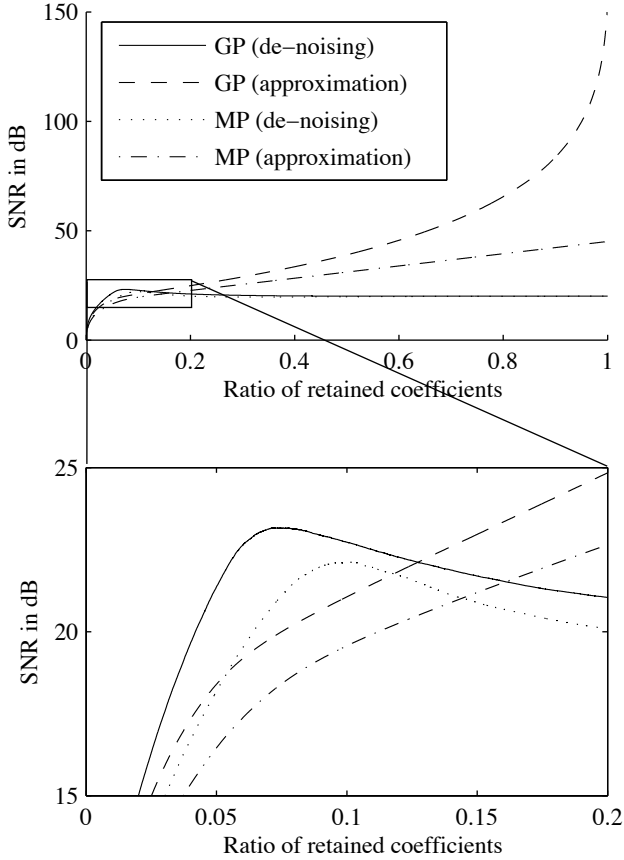 150
100
50
0
SNR in dB
GP (de−noising)
GP (approximation)
MP (de−noising)
MP (approximation)
0 0.2 0.4 0.6 0.8 1
Ratio of retained coefficients
25
20
15
SNR in dB
0 0.05 0.1 0.15 0.2
Ratio of retained coefficients